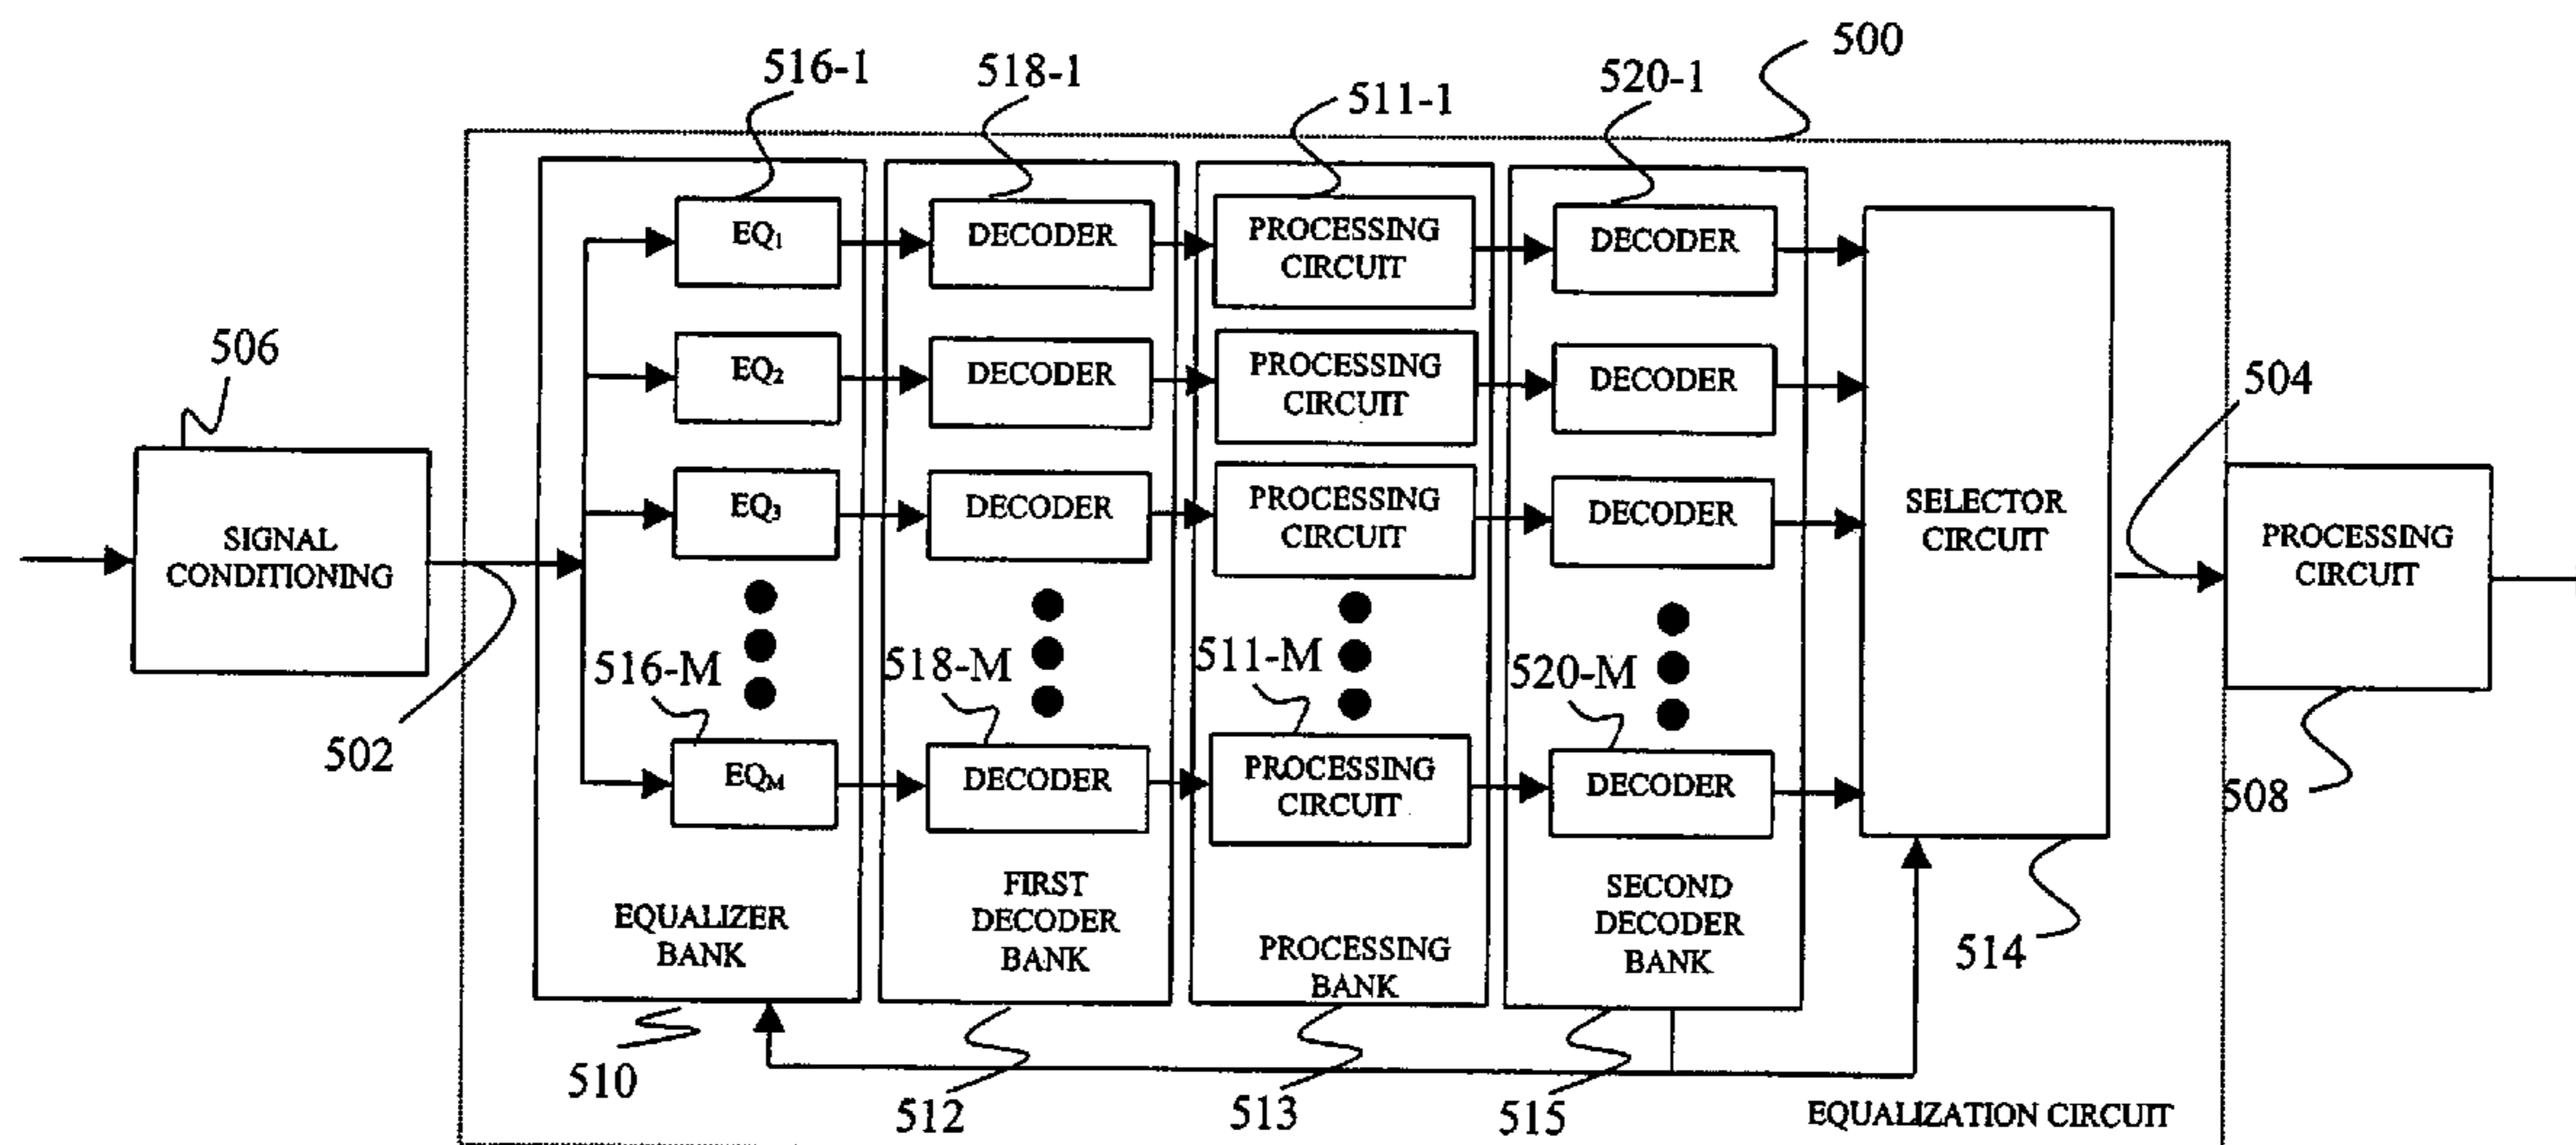 500
516-1
518-1
511-1
520-1
EQ₁
DECODER
PROCESSING
CIRCUIT
DECODER
506
EQ₂
DECODER
PROCESSING
CIRCUIT
DECODER
504
EQ₃
DECODER
PROCESSING
CIRCUIT
DECODER
SELECTOR
CIRCUIT
SIGNAL
CONDITIONING
PROCESSING
CIRCUIT
516-M
518-M
511-M
520-M
502
EQM
DECODER
PROCESSING
CIRCUIT
DECODER
508
EQUALIZER
BANK
FIRST
DECODER
BANK
PROCESSING
BANK
SECOND
DECODER
BANK
514
510
512
513
515
EQUALIZATION CIRCUIT